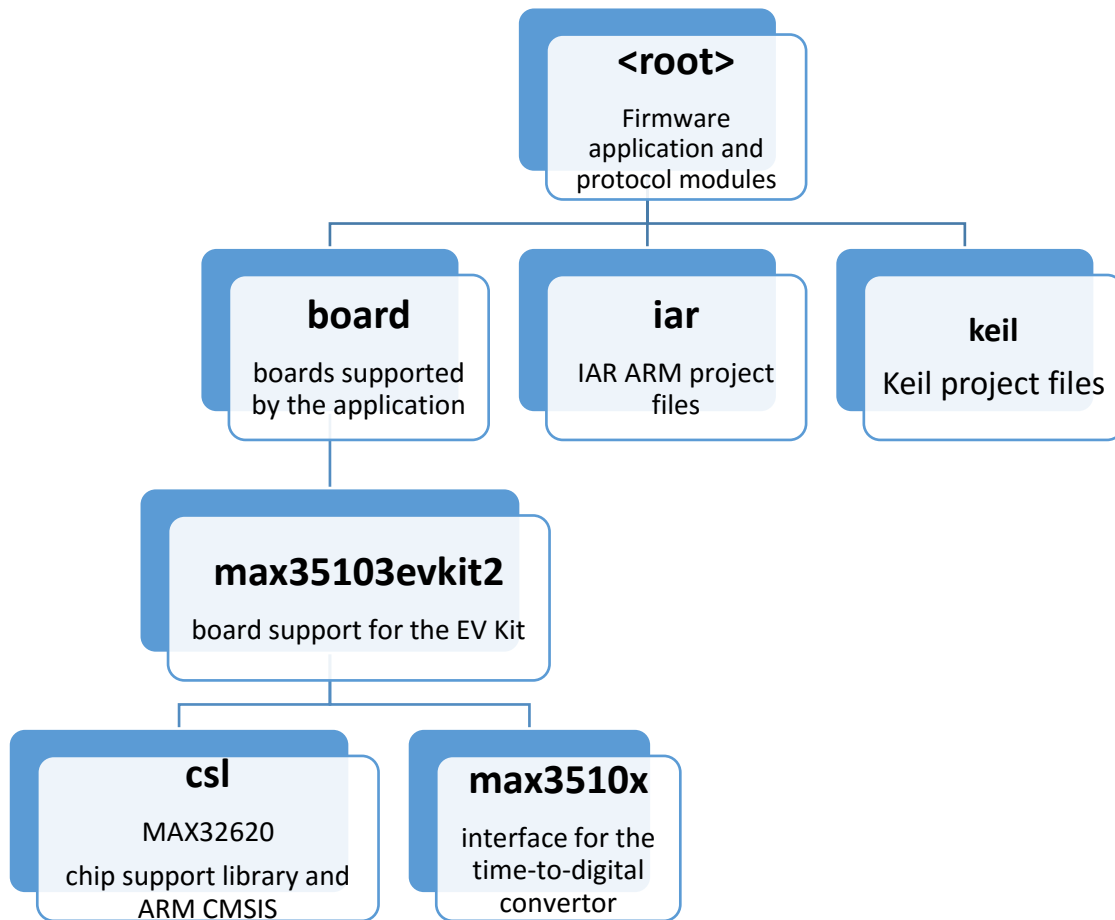 <root>
Firmware
application and
protocol modules
board
boards supported
by the application
iar
IAR ARM project
files
keil
Keil project files
max35103evkit2
board support for the EV Kit
csl
MAX32620
chip support library and
ARM CMSIS
max3510x
interface for the
time-to-digital
convertor